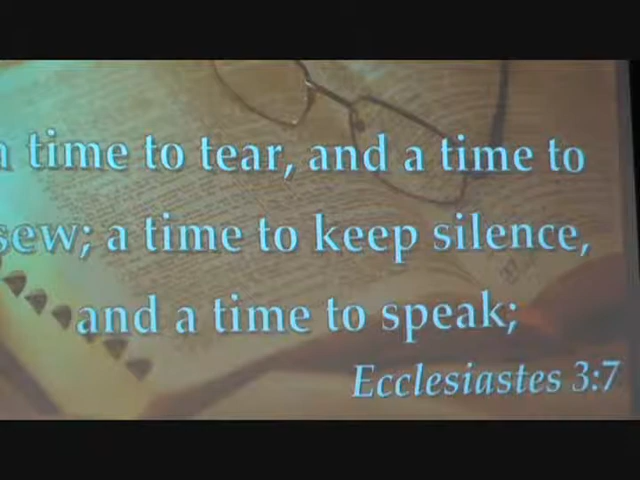 a time to tear, and a time to
sew; a time to keep silence,
and a time to speak;
Ecclesiastes 3:7